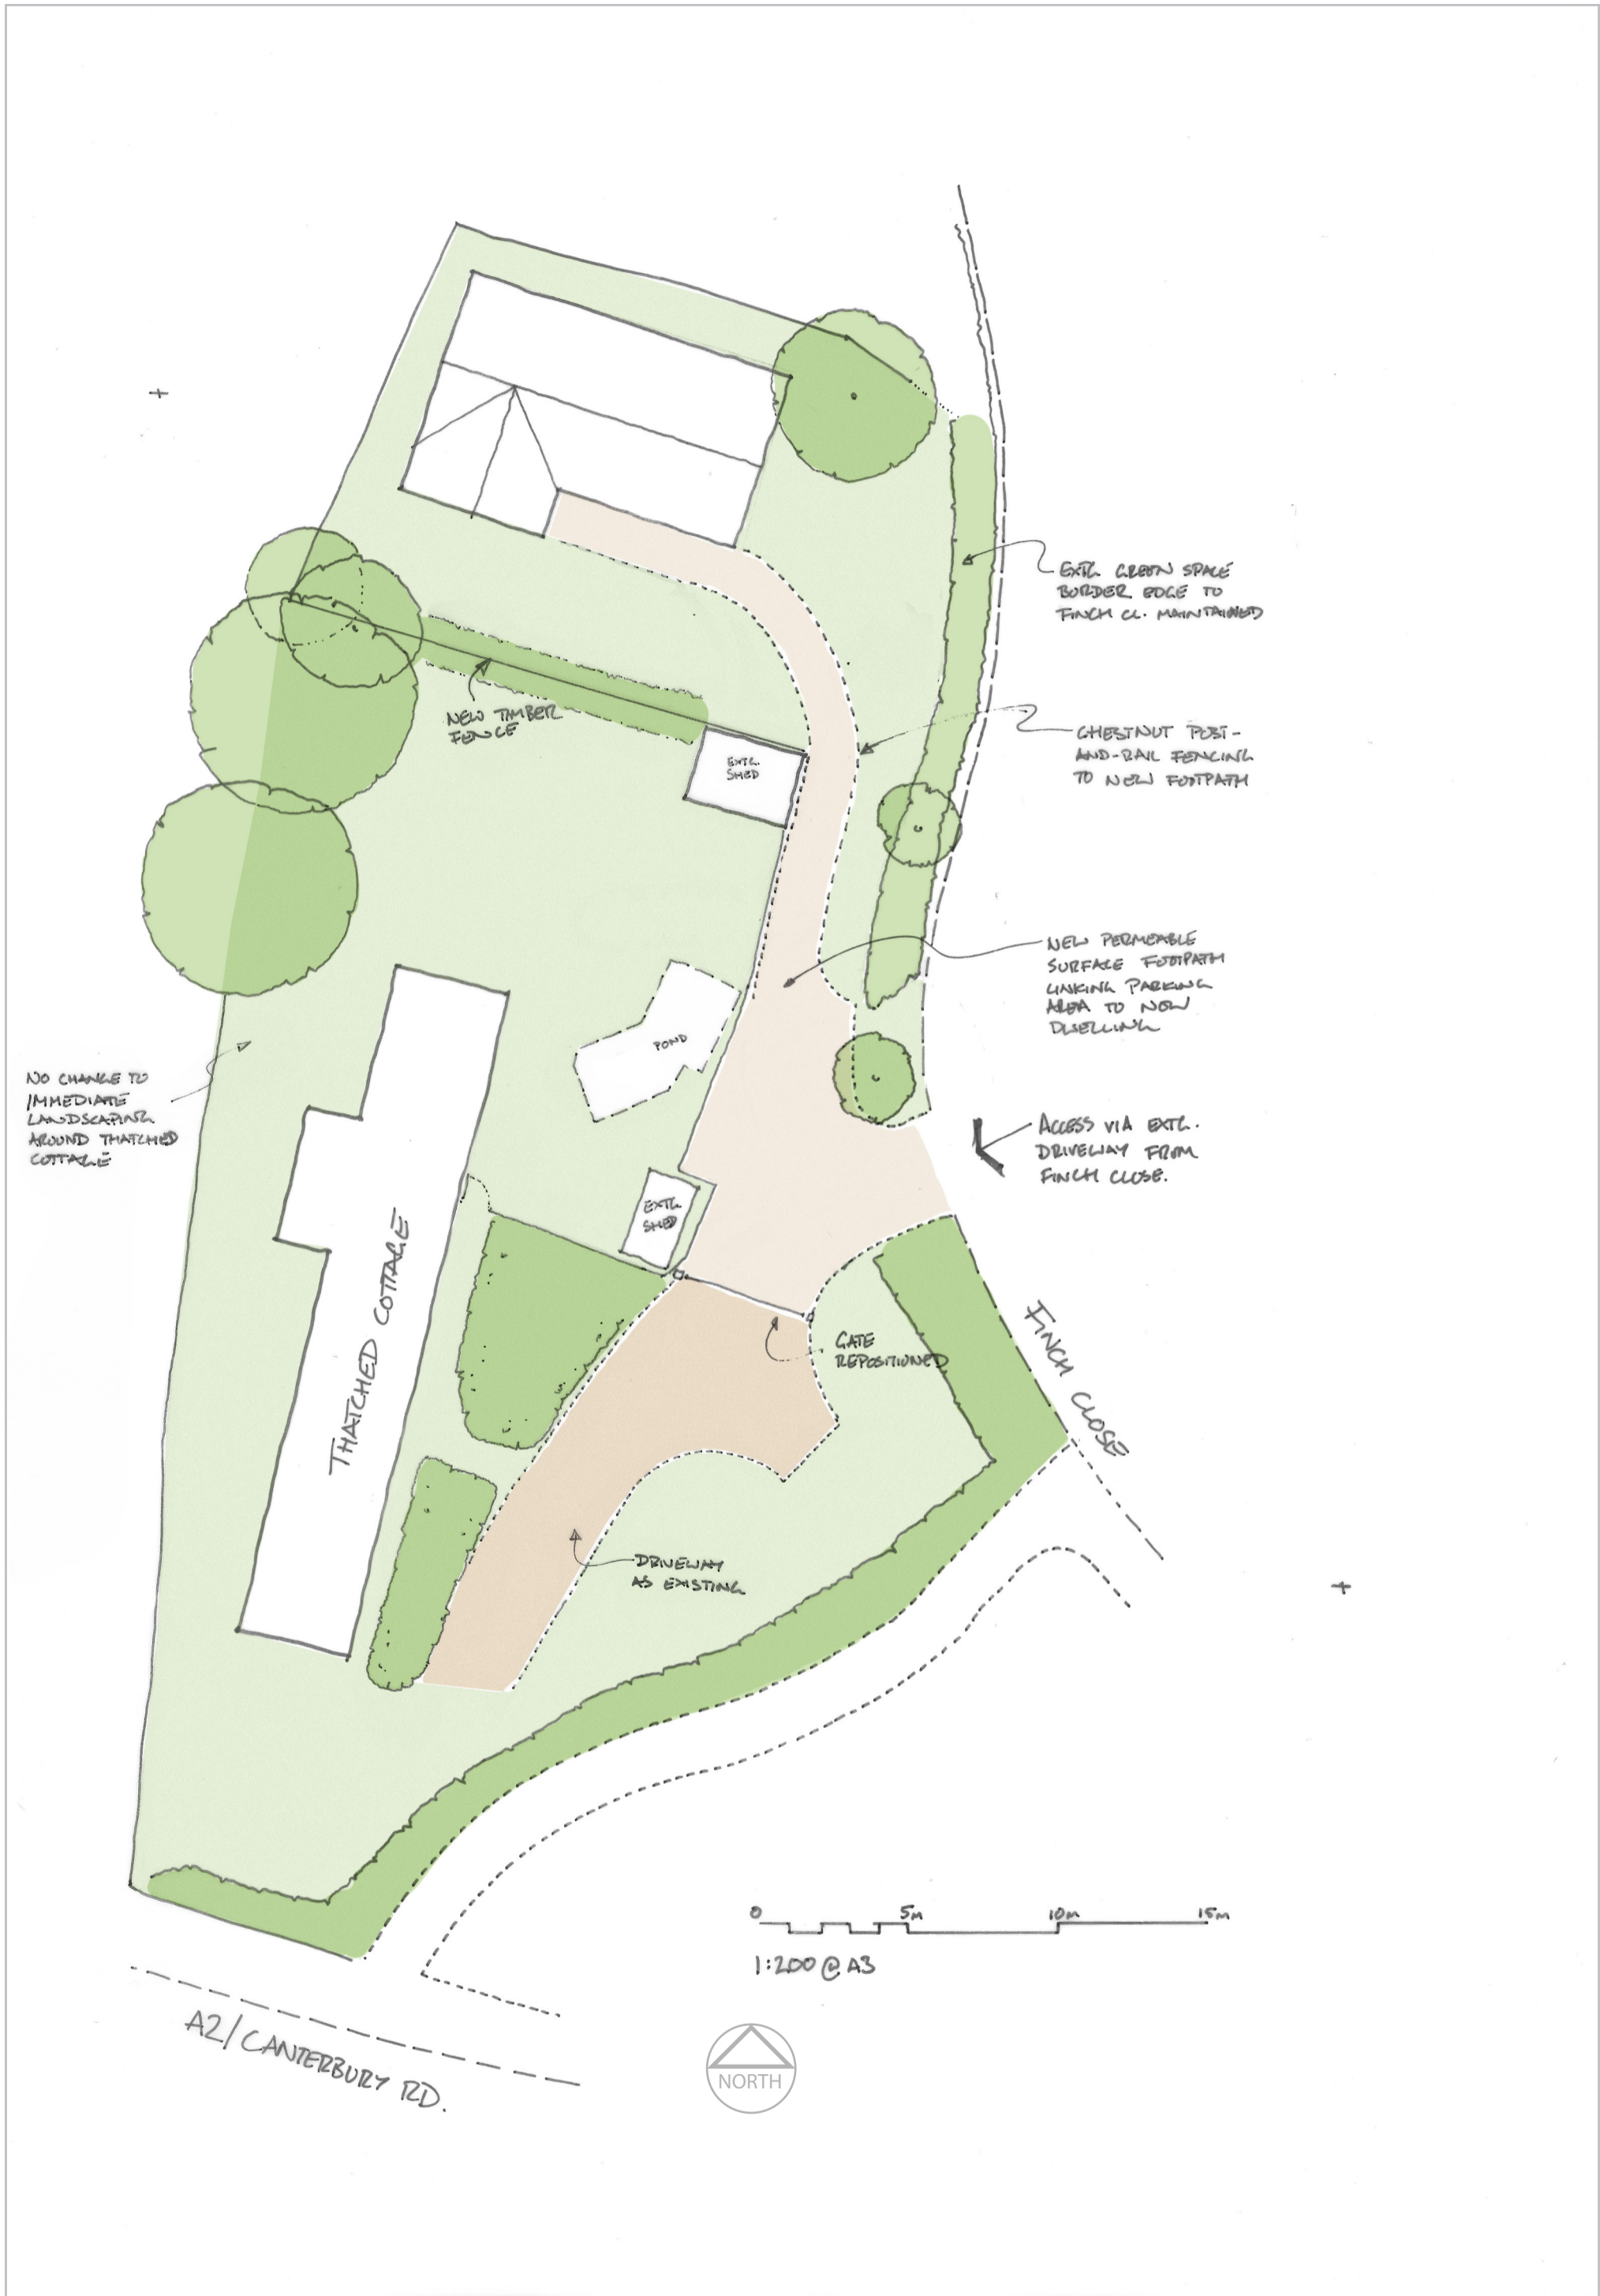 EXTG. GREEN SPACE
BORDER EDGE TO
FINCH CL. MAINTAINED
NEW TIMBER
FENCE
CHESTNUT POST-
AND-RAIL FENCING
TO NEW FOOTPATH
EXTG.
SHED
NEW PERMEABLE
SURFACE FOOTPATH
LINKING PARKING
AREA TO NEW
DWELLING
POND
NO CHANGE TO
IMMEDIATE
LANDSCAPING
AROUND THATCHED
COTTAGE
ACCESS VIA EXTG.
DRIVEWAY FROM
FINCH CLOSE.
EXTG.
SHED
THATCHED COTTAGE
GATE
REPOSITIONED
FINCH CLOSE
DRIVEWAY
AS EXISTING
0 5M 10M 15M
1:200 @ A3
A2/CANTERBURY RD.
NORTH